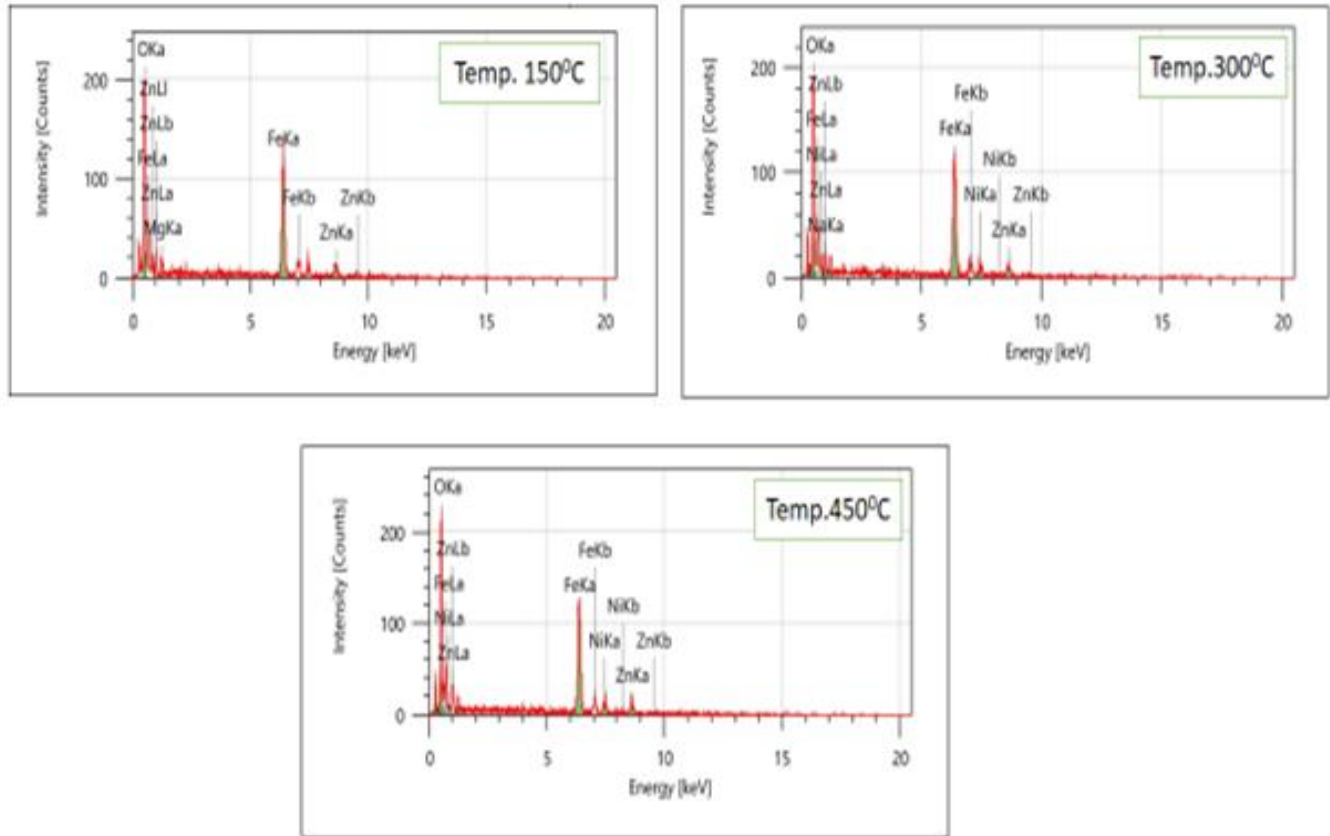 Temp. 150⁰C
Intensity [Counts]
200
100
0
OKa
ZnLl
ZnLb
FeLa
ZnLa
MgKa
FeKa
FeKb
ZnKb
ZnKa
0 5 10 15 20
Energy [keV]
Temp.300⁰C
Intensity [Counts]
200
100
0
OKa
ZnLb
FeLa
NiLa
ZnLa
NaKa
FeKb
FeKa
NiKb
NiKa
ZnKb
ZnKa
0 5 10 15 20
Energy [keV]
Temp.450⁰C
Intensity [Counts]
200
100
0
OKa
ZnLb
FeLa
NiLa
ZnLa
FeKb
FeKa
NiKb
NiKa
ZnKb
ZnKa
0 5 10 15 20
Energy [keV]